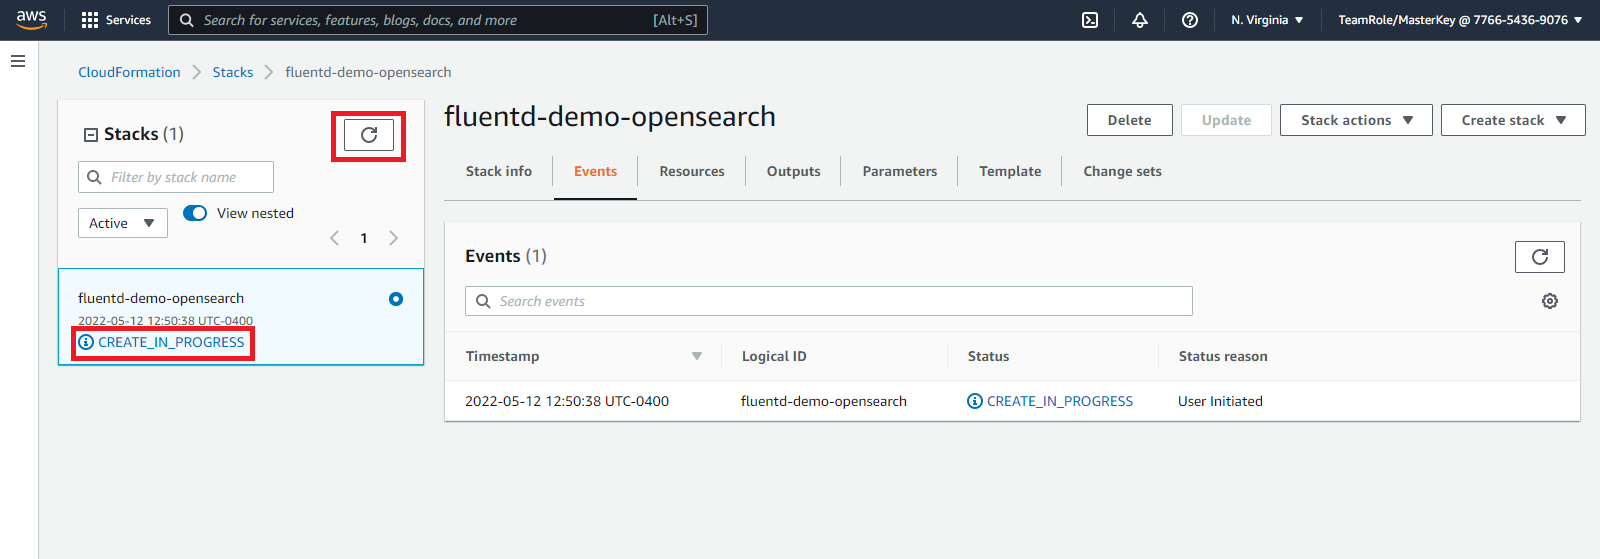 aws Services Search for services, features, blogs, docs, and more [Alt+S] N. Virginia TeamRole/MasterKey @ 7766-5436-9076
CloudFormation Stacks fluentd-demo-opensearch
Stacks (1)
Filter by stack name
Active View nested
1
fluentd-demo-opensearch
2022-05-12 12:50:38 UTC-0400
CREATE_IN_PROGRESS
fluentd-demo-opensearch
Delete Update Stack actions Create stack
Stack info Events Resources Outputs Parameters Template Change sets
Events (1)
Search events
Timestamp Logical ID Status Status reason
2022-05-12 12:50:38 UTC-0400 fluentd-demo-opensearch CREATE_IN_PROGRESS User Initiated